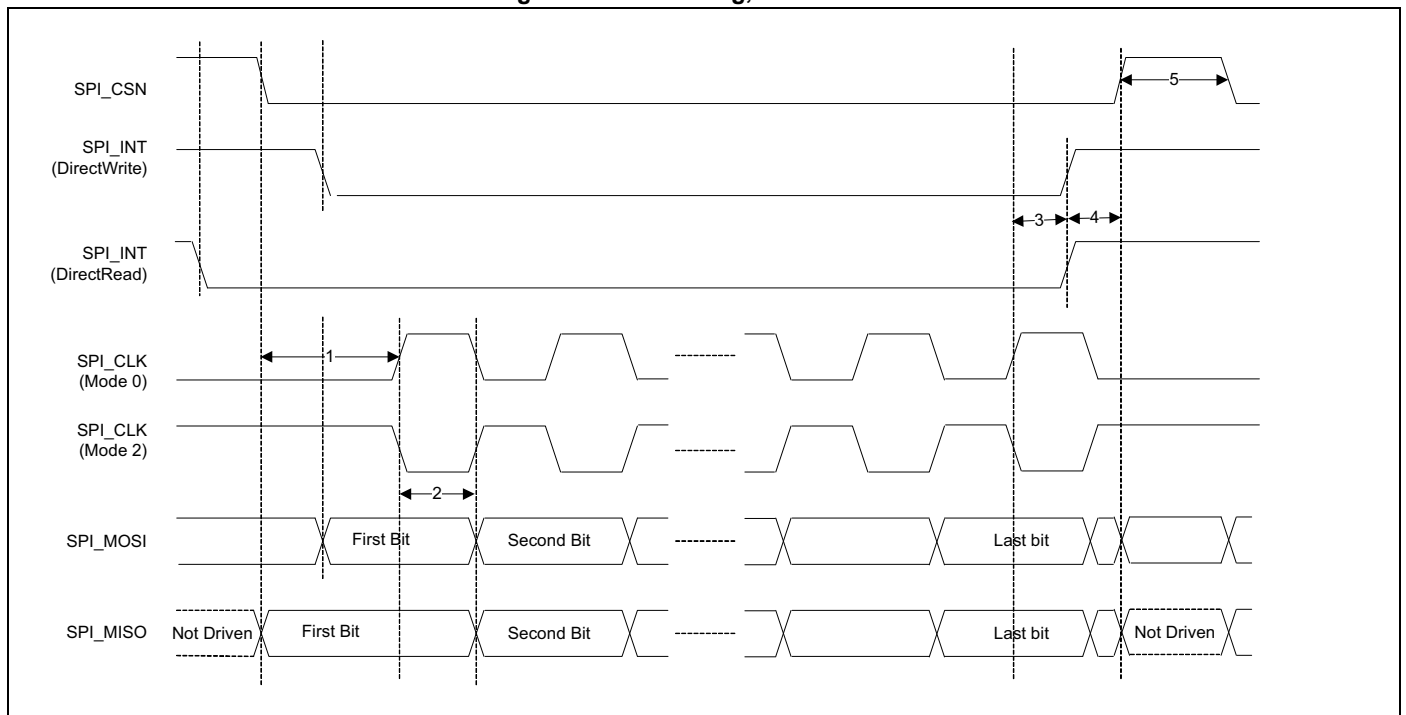 SPI_CSN
5
SPI_INT
(DirectWrite)
3
4
SPI_INT
(DirectRead)
1
SPI_CLK
(Mode 0)
SPI_CLK
(Mode 2)
2
SPI_MOSI
First Bit
Second Bit
Last bit
SPI_MISO
Not Driven
First Bit
Second Bit
Last bit
Not Driven